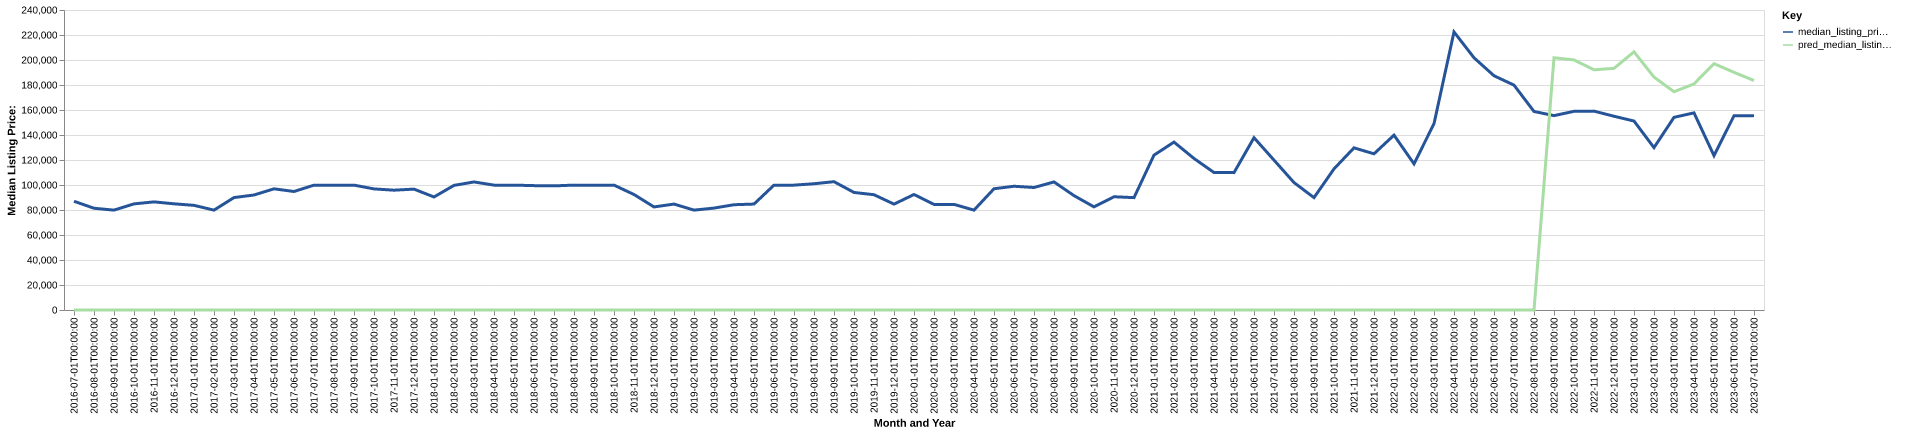 240,000
220,000
200,000
180,000
160,000
140,000
120,000
100,000
80,000
60,000
40,000
20,000
0
Median Listing Price:
2016-07-01T00:00:00
2016-08-01T00:00:00
2016-09-01T00:00:00
2016-10-01T00:00:00
2016-11-01T00:00:00
2016-12-01T00:00:00
2017-01-01T00:00:00
2017-02-01T00:00:00
2017-03-01T00:00:00
2017-04-01T00:00:00
2017-05-01T00:00:00
2017-06-01T00:00:00
2017-07-01T00:00:00
2017-08-01T00:00:00
2017-09-01T00:00:00
2017-10-01T00:00:00
2017-11-01T00:00:00
2017-12-01T00:00:00
2018-01-01T00:00:00
2018-02-01T00:00:00
2018-03-01T00:00:00
2018-04-01T00:00:00
2018-05-01T00:00:00
2018-06-01T00:00:00
2018-07-01T00:00:00
2018-08-01T00:00:00
2018-09-01T00:00:00
2018-10-01T00:00:00
2018-11-01T00:00:00
2018-12-01T00:00:00
2019-01-01T00:00:00
2019-02-01T00:00:00
2019-03-01T00:00:00
2019-04-01T00:00:00
2019-05-01T00:00:00
2019-06-01T00:00:00
2019-07-01T00:00:00
2019-08-01T00:00:00
2019-09-01T00:00:00
2019-10-01T00:00:00
2019-11-01T00:00:00
2019-12-01T00:00:00
2020-01-01T00:00:00
2020-02-01T00:00:00
2020-03-01T00:00:00
2020-04-01T00:00:00
2020-05-01T00:00:00
2020-06-01T00:00:00
2020-07-01T00:00:00
2020-08-01T00:00:00
2020-09-01T00:00:00
2020-10-01T00:00:00
2020-11-01T00:00:00
2020-12-01T00:00:00
2021-01-01T00:00:00
2021-02-01T00:00:00
2021-03-01T00:00:00
2021-04-01T00:00:00
2021-05-01T00:00:00
2021-06-01T00:00:00
2021-07-01T00:00:00
2021-08-01T00:00:00
2021-09-01T00:00:00
2021-10-01T00:00:00
2021-11-01T00:00:00
2021-12-01T00:00:00
2022-01-01T00:00:00
2022-02-01T00:00:00
2022-03-01T00:00:00
2022-04-01T00:00:00
2022-05-01T00:00:00
2022-06-01T00:00:00
2022-07-01T00:00:00
2022-08-01T00:00:00
2022-09-01T00:00:00
2022-10-01T00:00:00
2022-11-01T00:00:00
2022-12-01T00:00:00
2023-01-01T00:00:00
2023-02-01T00:00:00
2023-03-01T00:00:00
2023-04-01T00:00:00
2023-05-01T00:00:00
2023-06-01T00:00:00
2023-07-01T00:00:00
Month and Year
Key
median_listing_pri…
pred_median_listin…